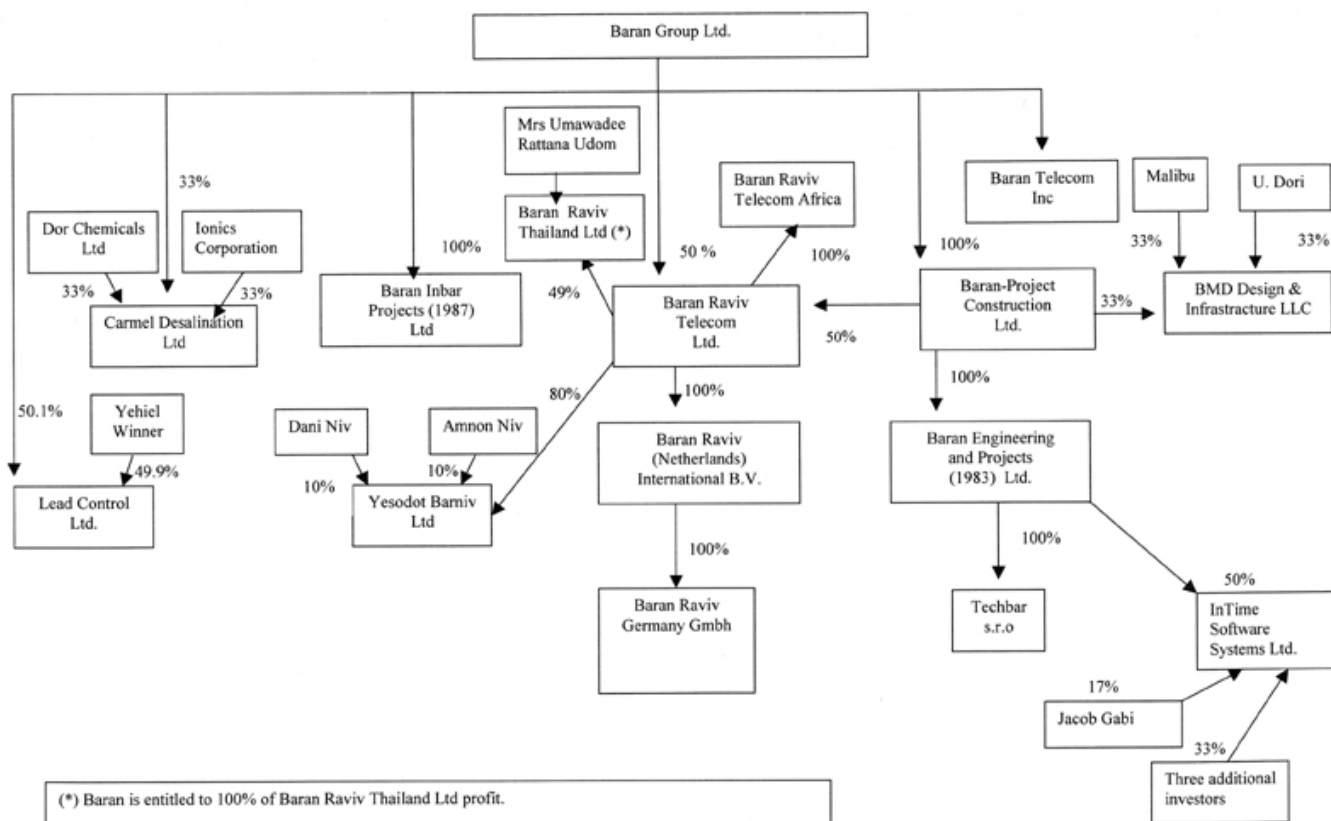 Baran Group Ltd.
Mrs Umawadee
Rattana Udom
33%
Baran Raviv
Telecom Africa
Baran Telecom
Inc
Malibu
U. Dori
Dor Chemicals
Ltd
Ionics
Corporation
Baran Raviv
Thailand Ltd (*)
100%
50 %
100%
100%
33%
33%
33%
33%
Carmel Desalination
Ltd
Baran Inbar
Projects (1987)
Ltd
49%
Baran Raviv
Telecom
Ltd.
50%
Baran-Project
Construction
Ltd.
33%
BMD Design &
Infrastracture LLC
50.1%
Yehiel
Winner
49.9%
Lead Control
Ltd.
Dani Niv
Amnon Niv
80%
100%
100%
10%
10%
Yesodot Barniv
Ltd
Baran Raviv
(Netherlands)
International B.V.
Baran Engineering
and Projects
(1983) Ltd.
100%
100%
50%
Baran Raviv
Germany Gmbh
Techbar
s.r.o
InTime
Software
Systems Ltd.
17%
Jacob Gabi
33%
Three additional
investors
(*) Baran is entitled to 100% of Baran Raviv Thailand Ltd profit.